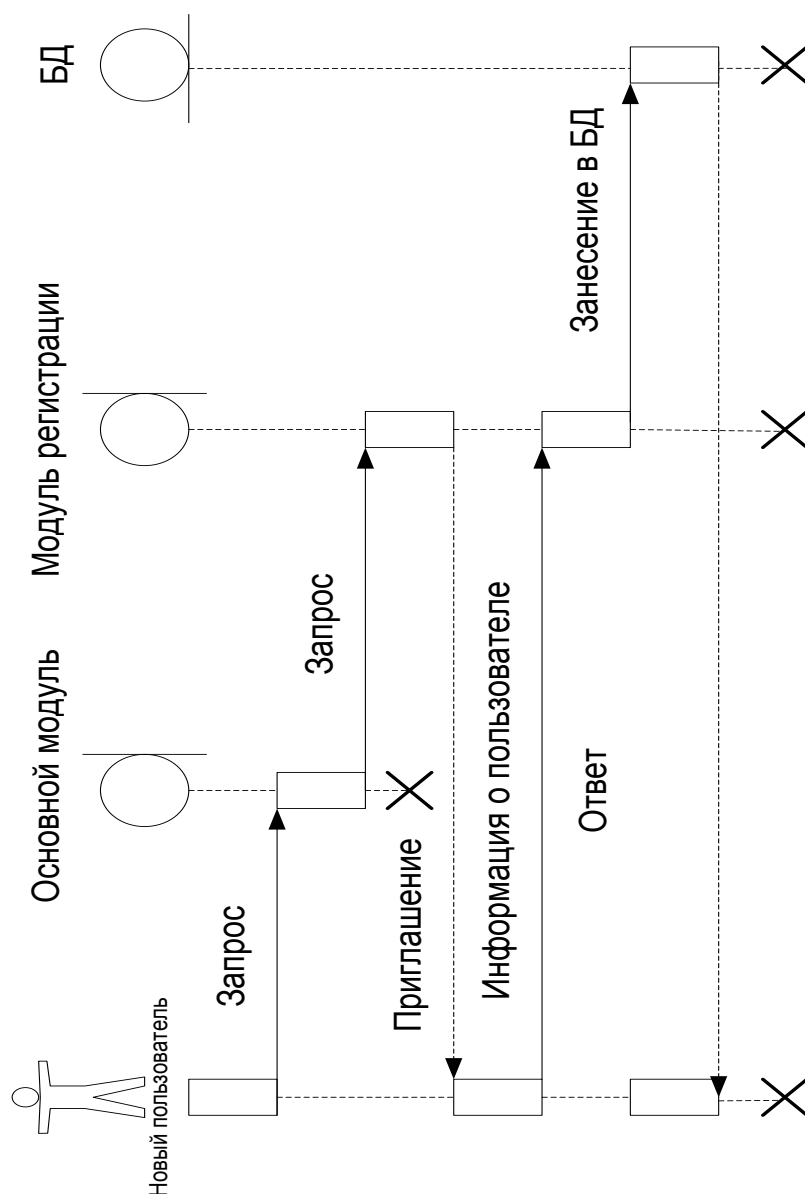 Новый пользователь
Основной модуль
Модуль регистрации
БД
Запрос
Запрос
Приглашение
Информация о пользователе
Занесение в БД
Ответ